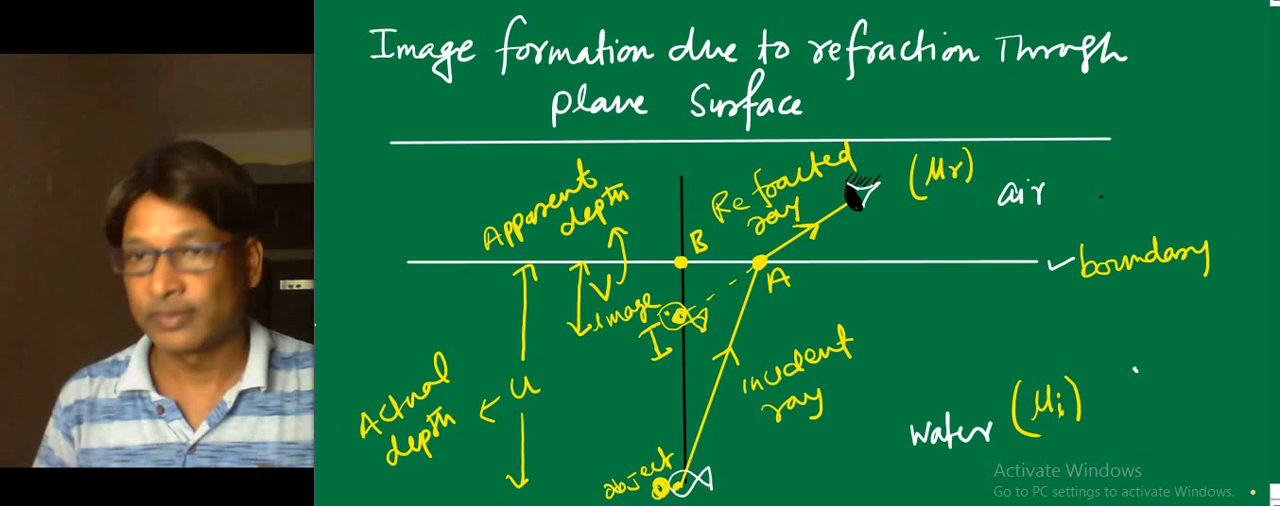 Image formation due to refraction Through
plane Surface
Apparent
depth
Refracted
ray
(μr)
air
B
A
boundary
V
Image
I
u
Actual
depth
incident
ray
water (μi)
object
Activate Windows
Go to PC settings to activate Windows.